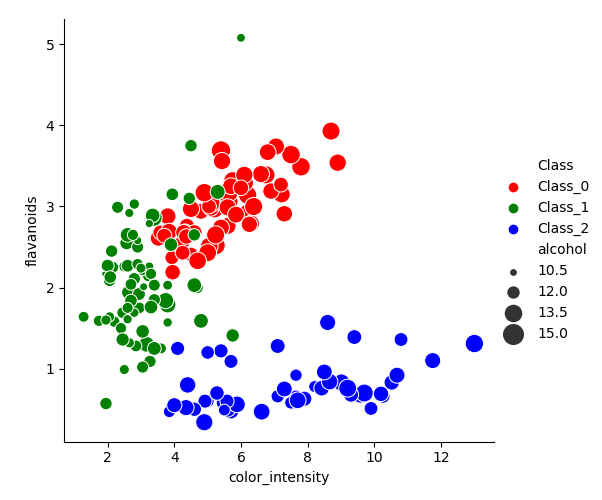 5
4
3
2
1
flavanoids
2
4
6
8
10
12
color_intensity
Class
Class_0
Class_1
Class_2
alcohol
10.5
12.0
13.5
15.0